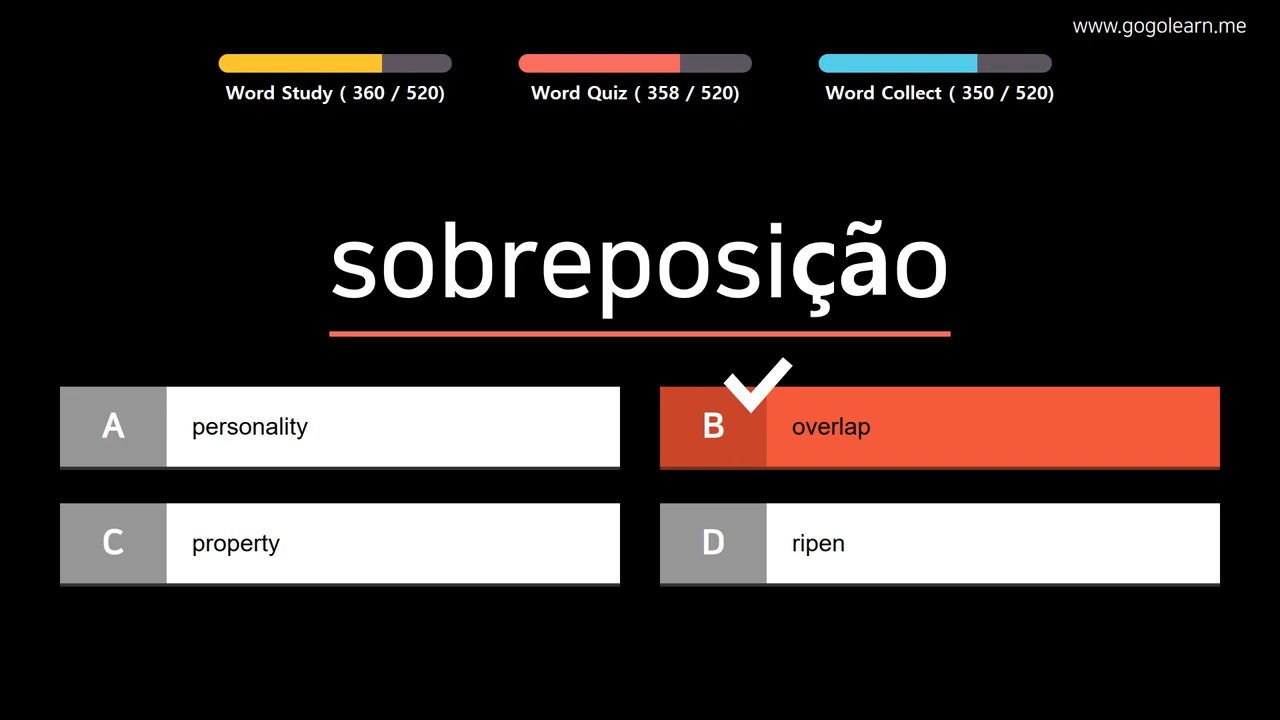 www.gogolearn.me
Word Study ( 360 / 520)
Word Quiz ( 358 / 520)
Word Collect ( 350 / 520)
sobreposição
A personality
B overlap
C property
D ripen